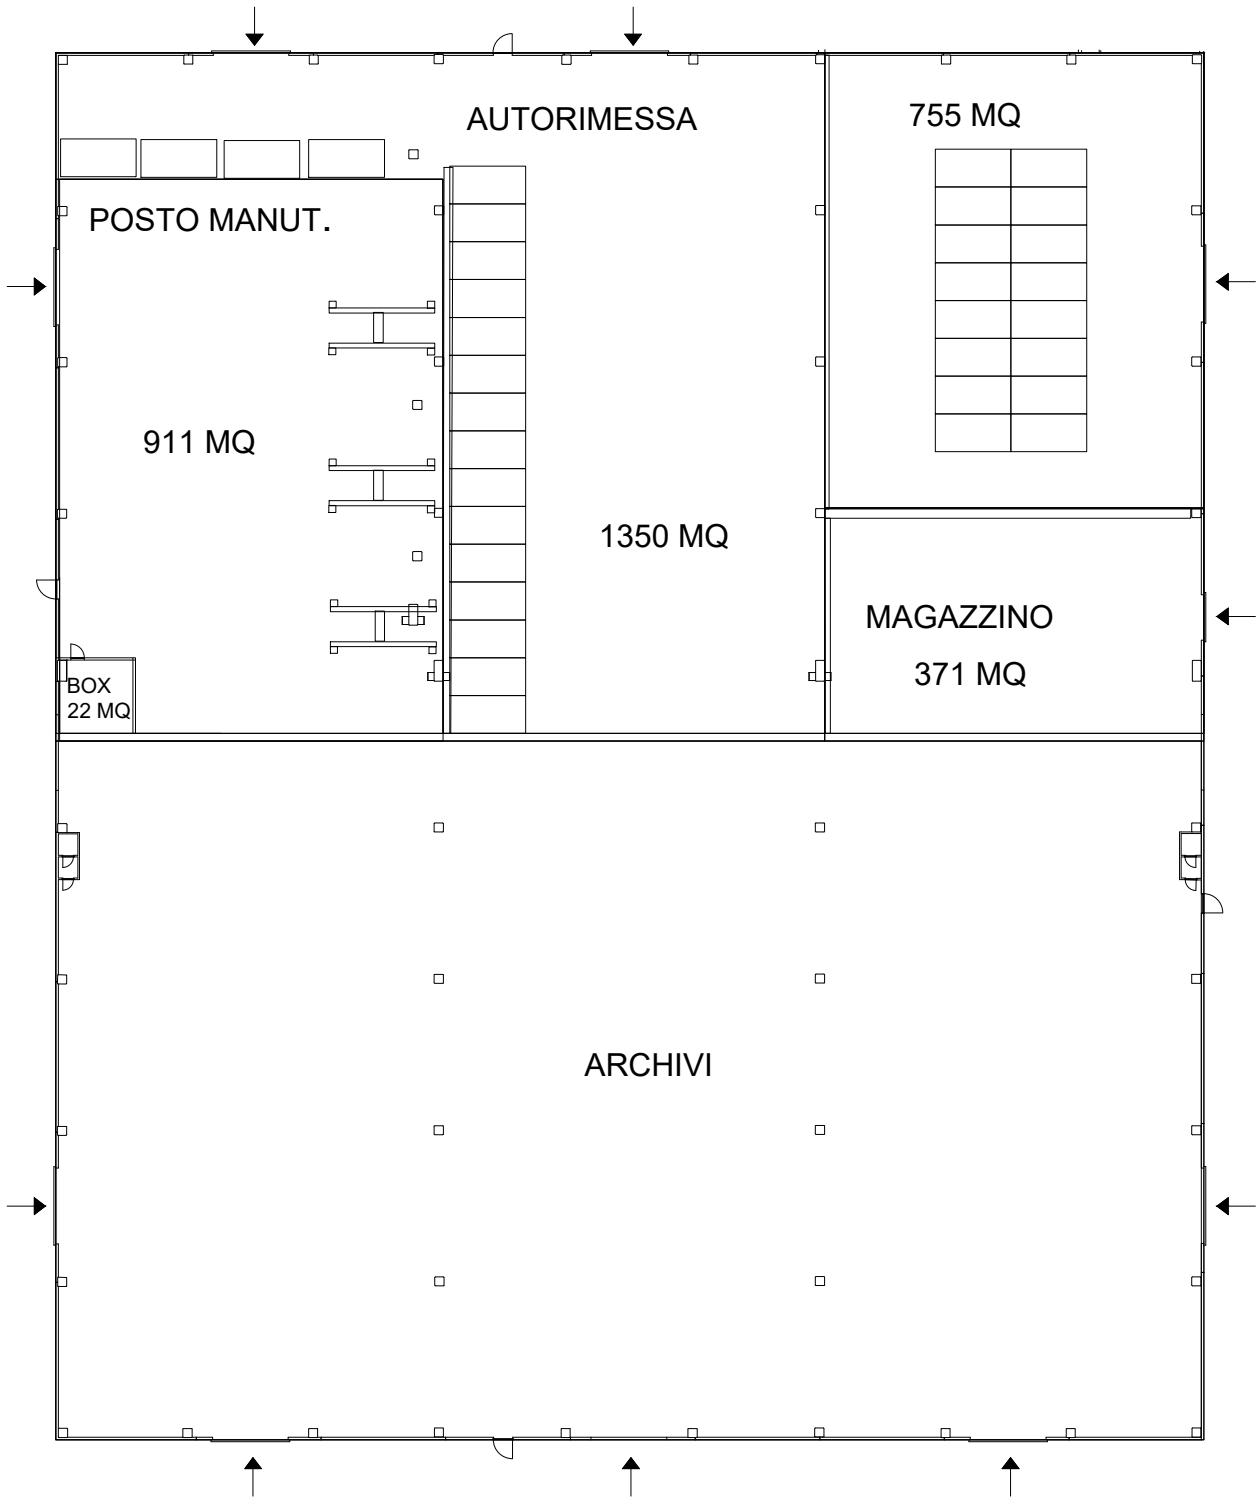 AUTORIMESSA
755 MQ
POSTO MANUT.
911 MQ
1350 MQ
MAGAZZINO
371 MQ
BOX
22 MQ
ARCHIVI